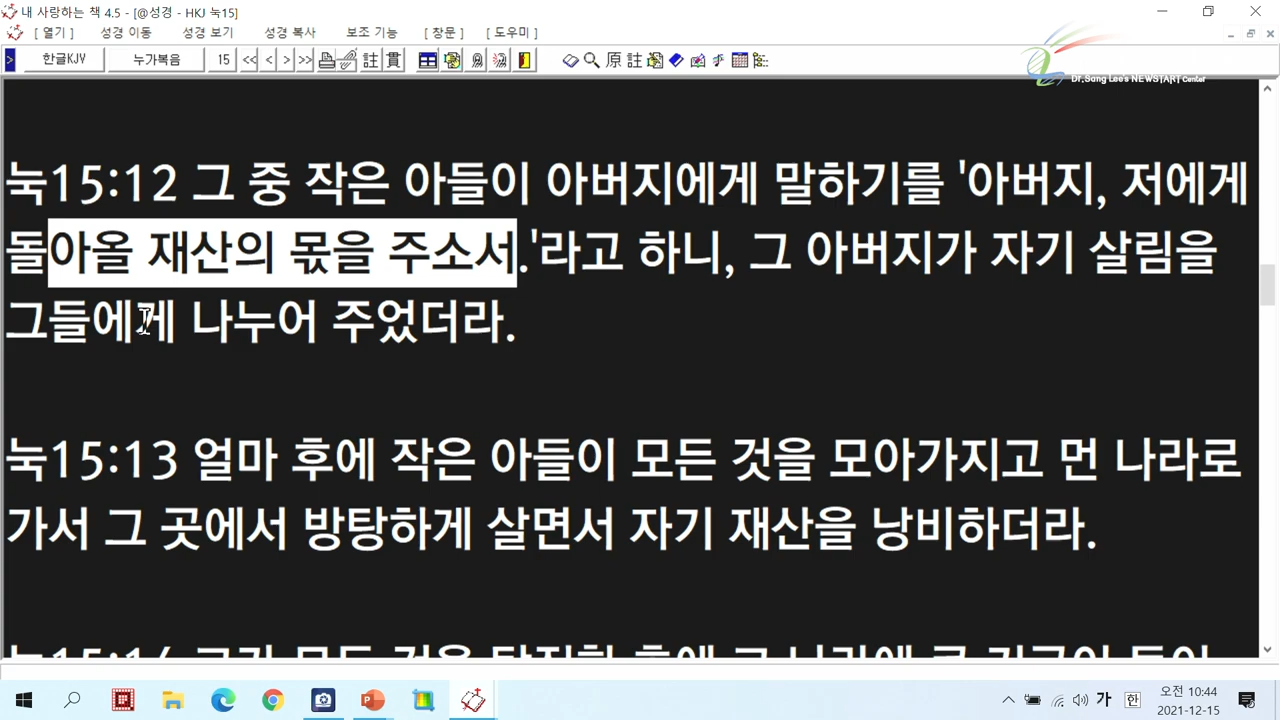 내 사랑하는 책 4.5 - [@성경 - HKJ 눅15]
[ 열기 ] 성경 이동 성경 보기 성경 복사 보조 기능 [ 창문 ] [ 도우미 ]
> 한글KJV 누가복음 15 << < > >> 註 貫 原 註
Dr.Sang Lee's NEWSTART Center
눅15:12 그 중 작은 아들이 아버지에게 말하기를 '아버지, 저에게
돌아올 재산의 몫을 주소서.'라고 하니, 그 아버지가 자기 살림을
그들에게 나누어 주었더라.
눅15:13 얼마 후에 작은 아들이 모든 것을 모아가지고 먼 나라로
가서 그 곳에서 방탕하게 살면서 자기 재산을 낭비하더라.
가 한 오전 10:44
2021-12-15